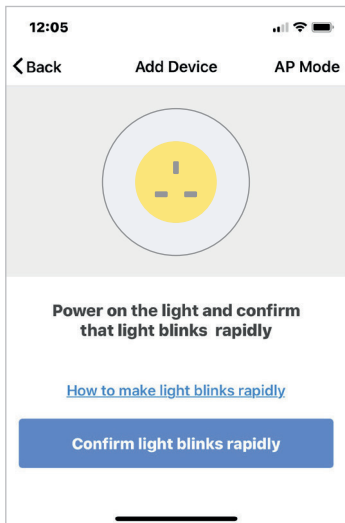 12:05
Back Add Device AP Mode
Power on the light and confirm
that light blinks rapidly
How to make light blinks rapidly
Confirm light blinks rapidly